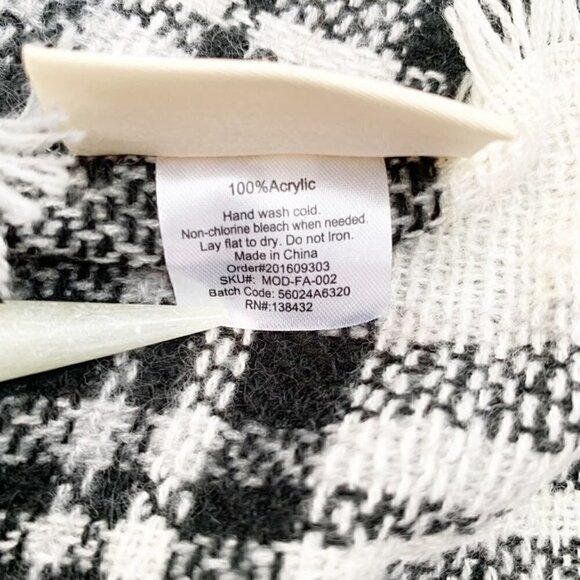 100%Acrylic
Hand wash cold.
Non-chlorine bleach when needed.
Lay flat to dry. Do not Iron.
Made in China
Order#201609303
SKU#: MOD-FA-002
Batch Code: 56024A6320
RN#:138432